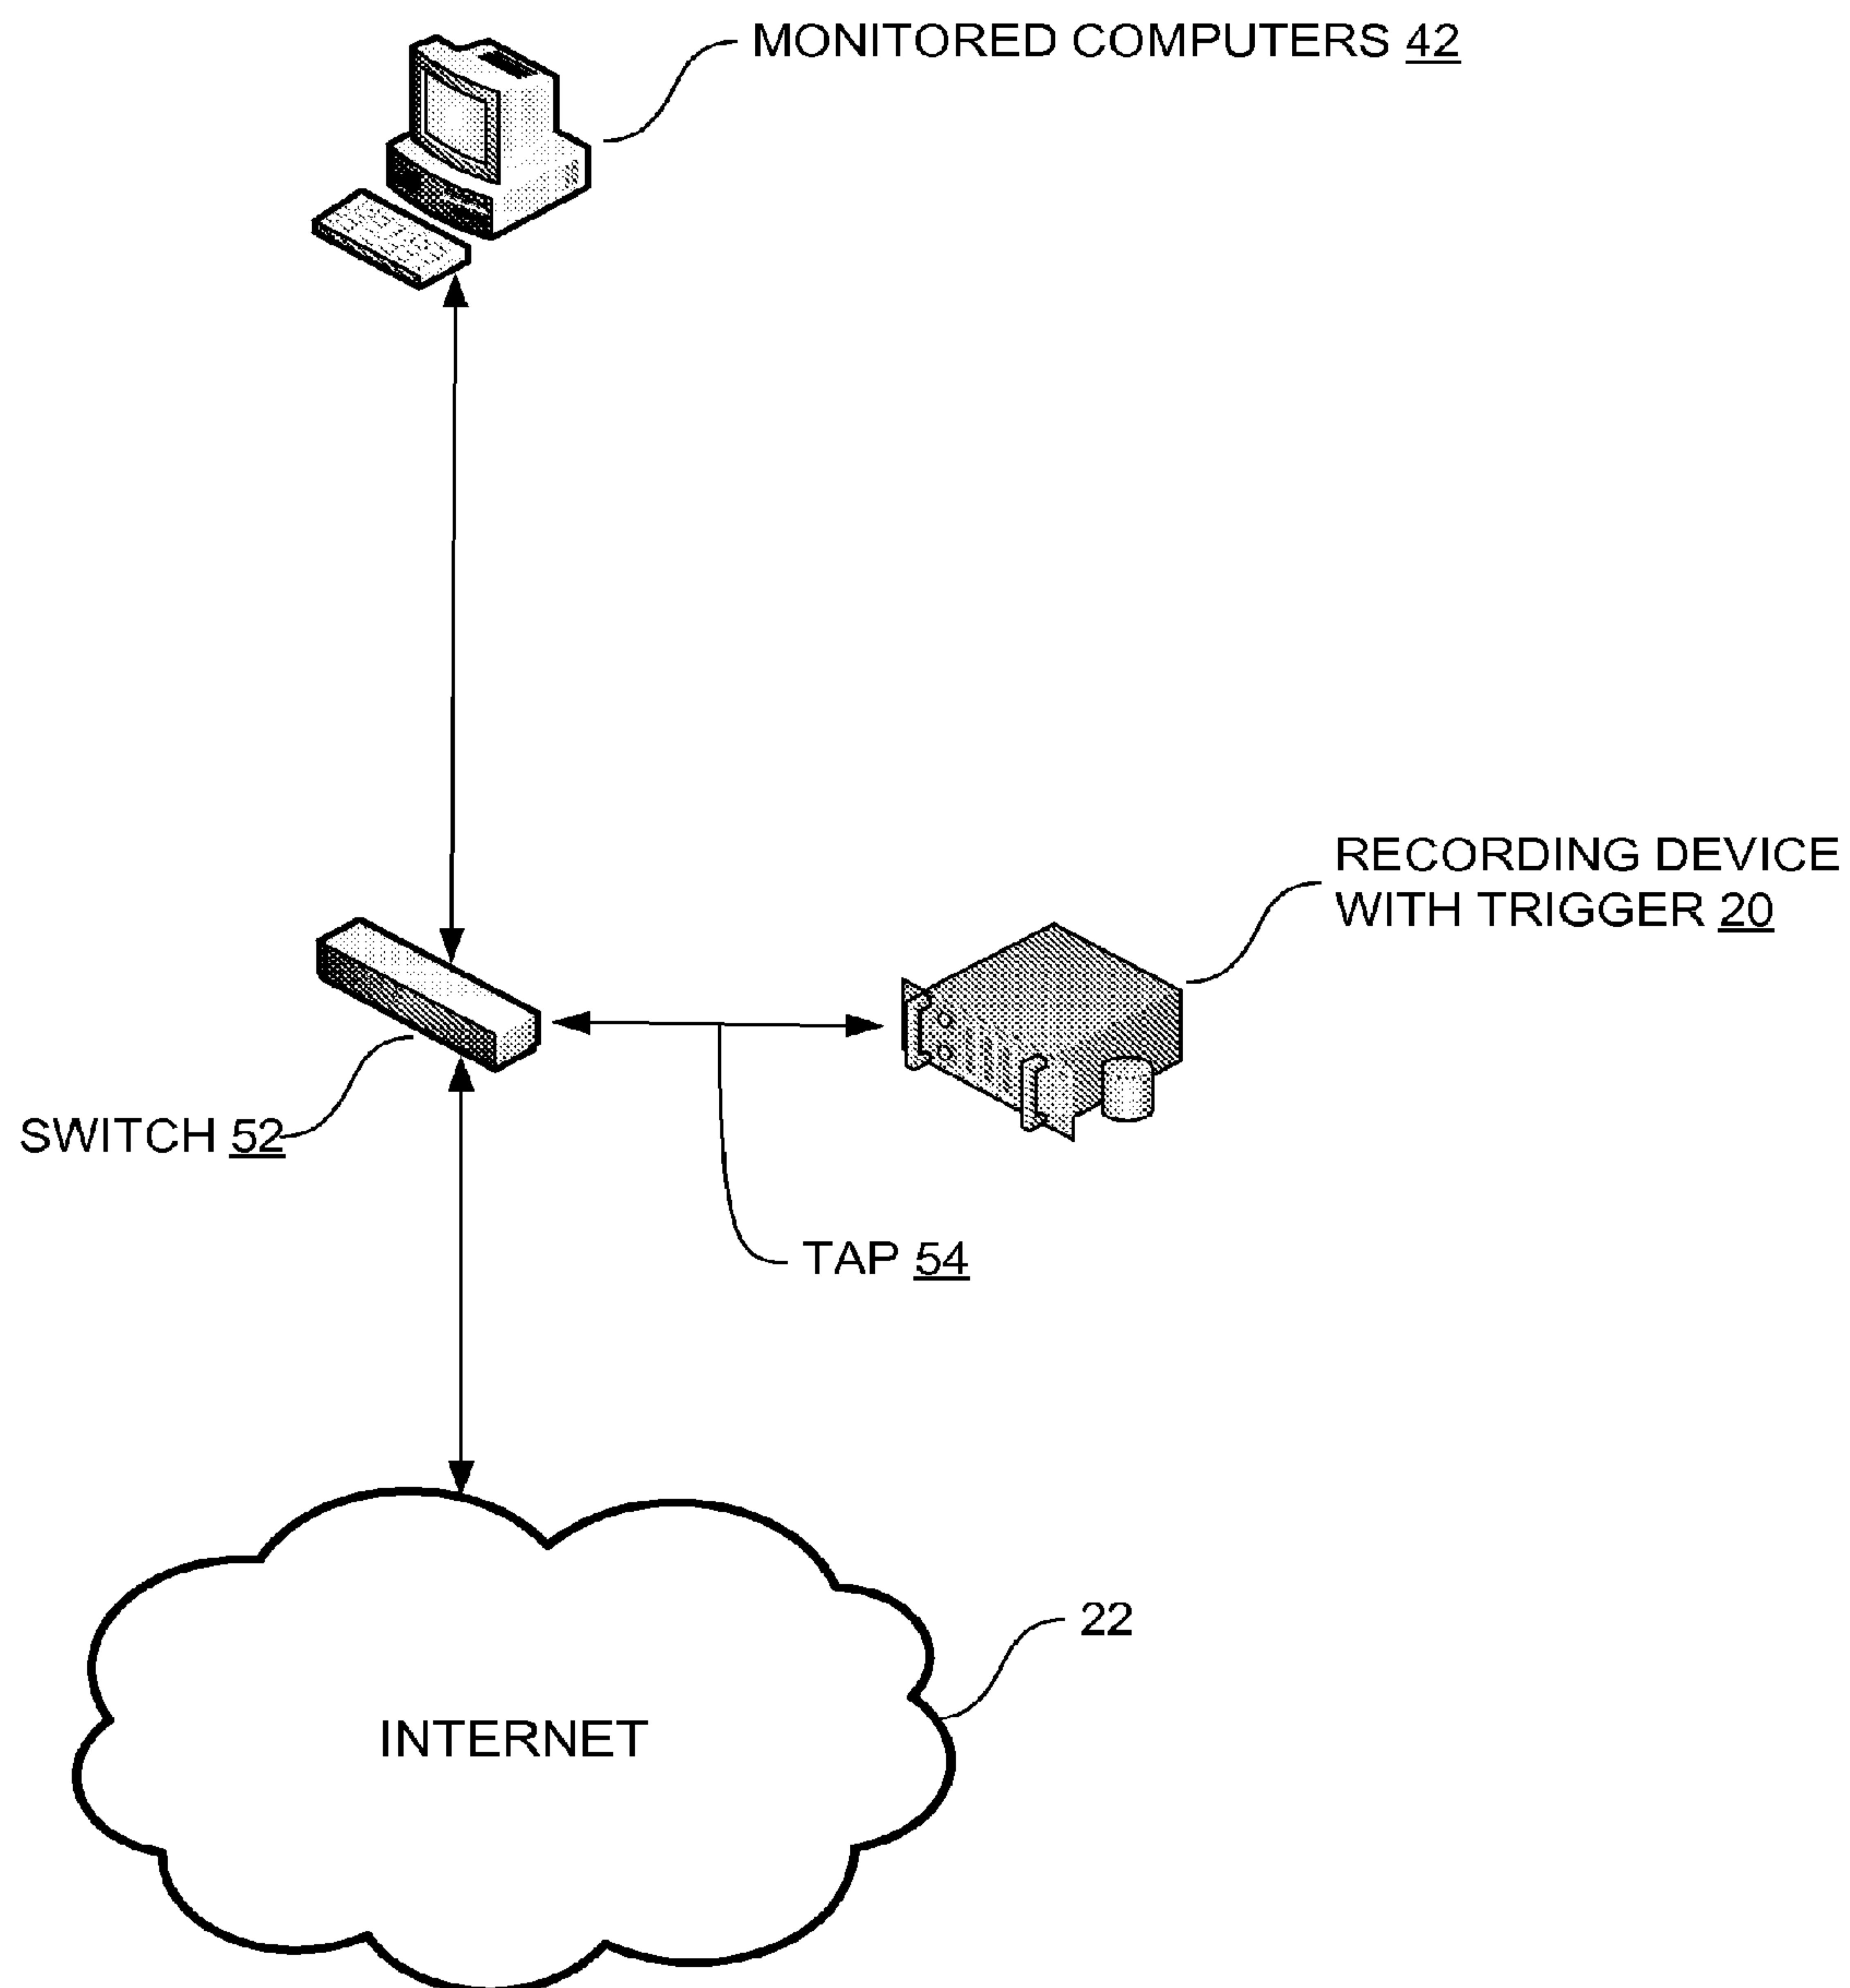 MONITORED COMPUTERS 42
RECORDING DEVICE
WITH TRIGGER 20
SWITCH 52
TAP 54
22
INTERNET